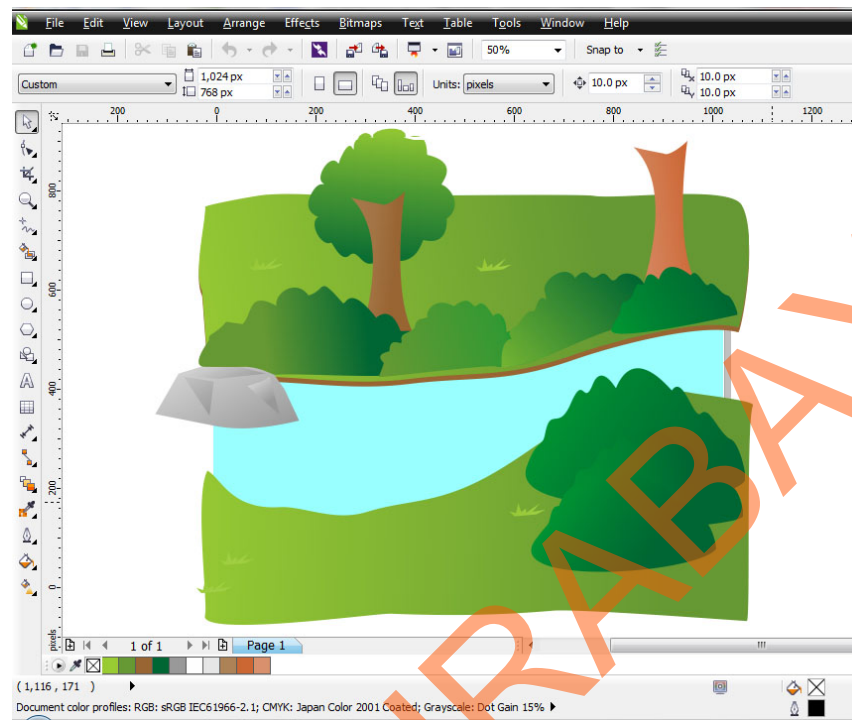 File Edit View Layout Arrange Effects Bitmaps Text Table Tools Window Help
50% Snap to
Custom 1,024 px 768 px Units: pixels 10.0 px 10.0 px 10.0 px
200 0 200 400 600 800 1000 1200
800
600
400
200
0
pixels
1 of 1 Page 1
( 1,116 , 171 )
Document color profiles: RGB: sRGB IEC61966-2.1; CMYK: Japan Color 2001 Coated; Grayscale: Dot Gain 15%
RABA